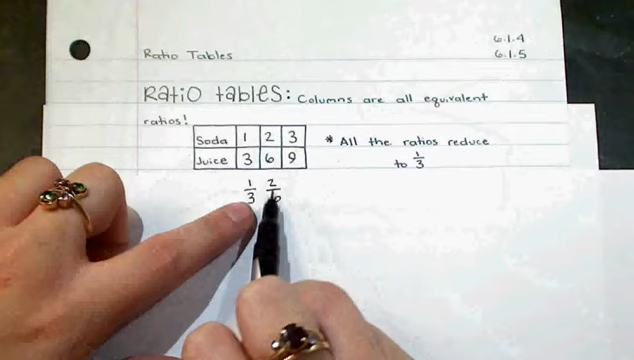 6.1.4
Ratio Tables 6.1.5
Ratio tables: Columns are all equivalent
ratios!
Soda 1 2 3 * All the ratios reduce
Juice 3 6 9 to 1/3
1/3 2/6